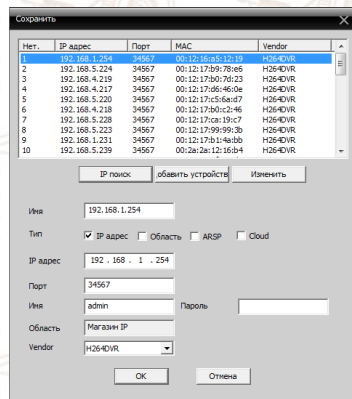 Сохранить
Нет. IP адрес Порт MAC Vendor
1 192.168.1.254 34567 00:12:16:a5:12:19 H264DVR
2 192.168.5.224 34567 00:12:17:b9:78:e6 H264DVR
3 192.168.4.219 34567 00:12:17:b0:7d:23 H264DVR
4 192.168.4.217 34567 00:12:17:d6:46:0e H264DVR
5 192.168.5.220 34567 00:12:17:c5:6a:d7 H264DVR
6 192.168.4.218 34567 00:12:17:b0:c2:46 H264DVR
7 192.168.5.228 34567 00:12:17:ca:19:c7 H264DVR
8 192.168.5.223 34567 00:12:17:99:99:3b H264DVR
9 192.168.1.231 34567 00:12:17:b1:4a:bb H264DVR
10 192.168.5.239 34567 00:2a:2a:12:16:b4 H264DVR
IP поиск обавить устройств Изменить
Имя 192.168.1.254
Тип IP адрес Область ARSP Cloud
IP адрес 192 . 168 . 1 . 254
Порт 34567
Имя admin Пароль
Область Магазин IP
Vendor H264DVR
OK Отмена